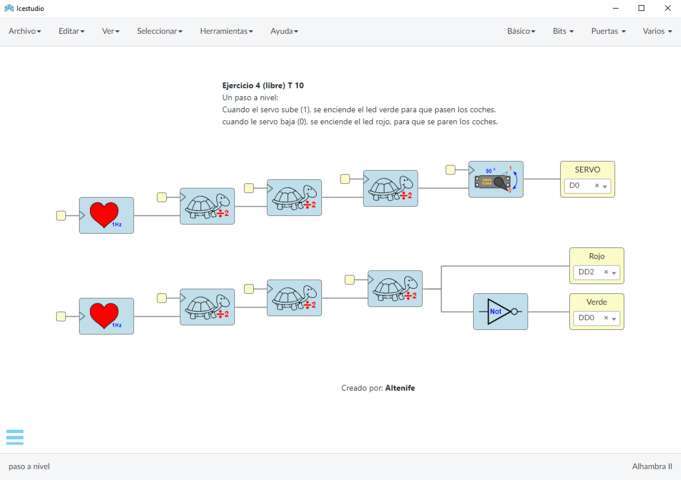 Icestudio
Archivo Editar Ver Seleccionar Herramientas Ayuda Básico Bits Puertas Varios
Ejercicio 4 (libre) T 10
Un paso a nivel:
Cuando el servo sube (1), se enciende el led verde para que pasen los coches.
cuando le servo baja (0), se enciende el led rojo, para que se paren los coches.
90 °
SERVO
D0
1Hz
÷2
÷2
÷2
Rojo
DD2
Verde
DD0
1Hz
÷2
÷2
÷2
Not
Creado por: Altenife
paso a nivel
Alhambra II